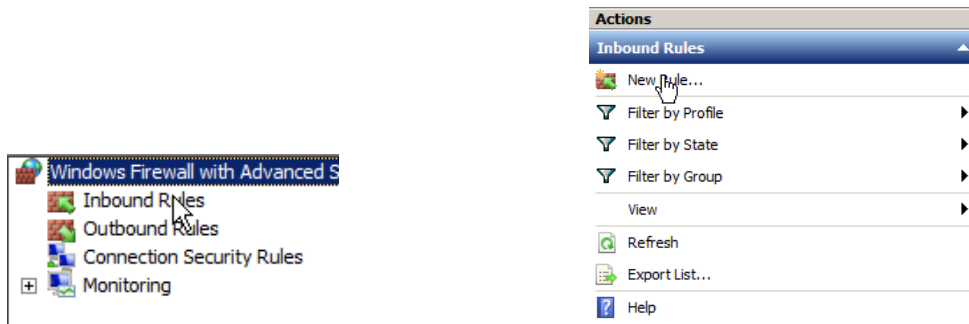 Windows Firewall with Advanced S
Inbound Rules
Outbound Rules
Connection Security Rules
Monitoring
Actions
Inbound Rules
New Rule...
Filter by Profile
Filter by State
Filter by Group
View
Refresh
Export List...
Help